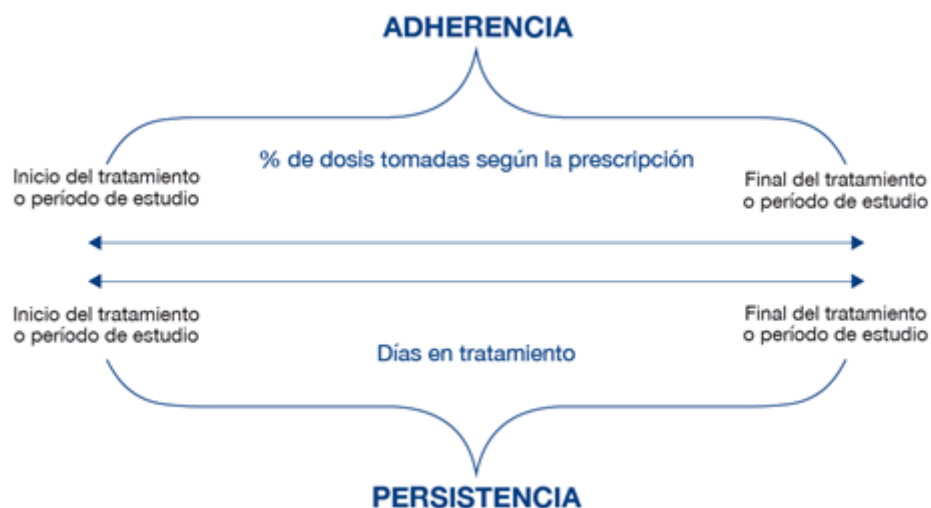 ADHERENCIA
% de dosis tomadas según la prescripción
Inicio del tratamiento
o período de estudio
Final del tratamiento
o período de estudio
Inicio del tratamiento
o período de estudio
Final del tratamiento
o período de estudio
Días en tratamiento
PERSISTENCIA